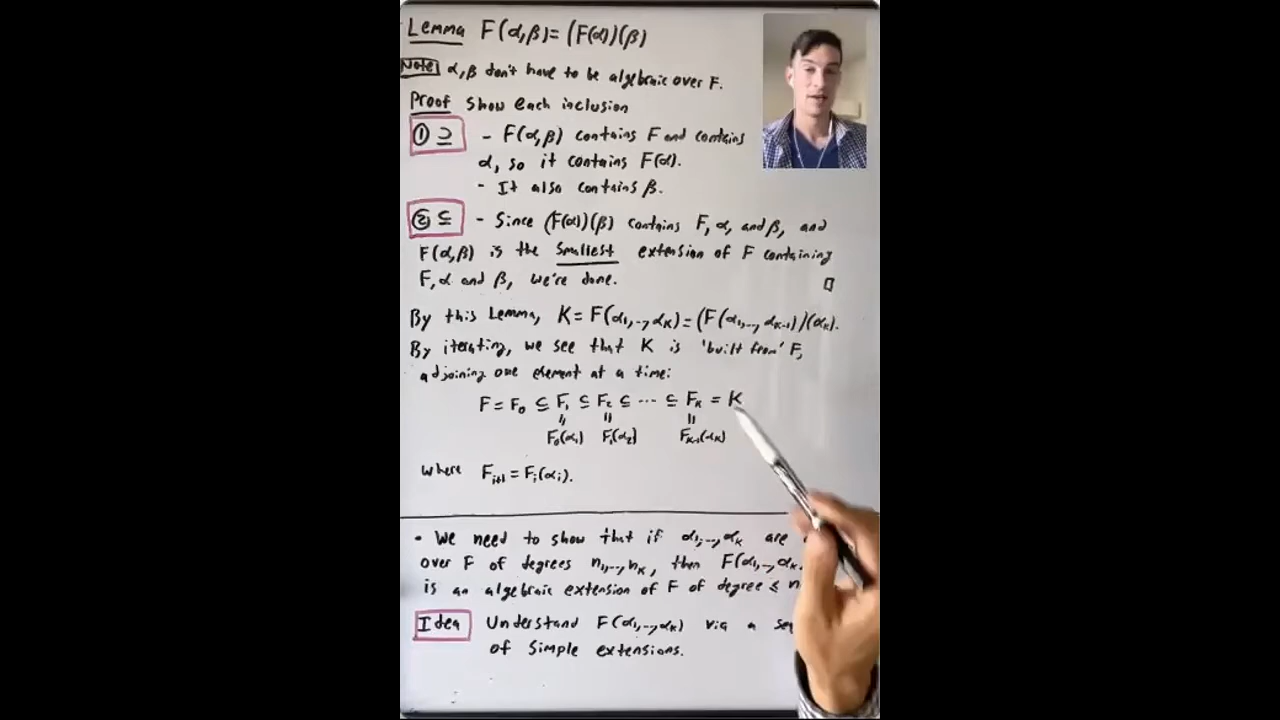 Lemma F(α,β)=(F(α))(β)
Note α,β don't have to be algebraic over F.
Proof Show each inclusion
① ⊇ - F(α,β) contains F and contains
α, so it contains F(α).
- It also contains β.
② ⊆ - Since (F(α))(β) contains F, α, and β, and
F(α,β) is the smallest extension of F containing
F, α and β, we're done. □
By this Lemma, K=F(α₁,...,αₖ)=(F(α₁,...,αₖ₋₁))(αₖ).
By iterating, we see that K is 'built from' F,
adjoining one element at a time:
F=F₀ ⊆ F₁ ⊆ F₂ ⊆ ... ⊆ Fₖ = K
F₀(α₁) F₁(α₂) Fₖ₋₁(αₖ)
where Fᵢ₊₁=Fᵢ(αᵢ).
• We need to show that if α₁,...,αₖ are
over F of degrees n₁,...,nₖ, then F(α₁,...,αₖ
is an algebraic extension of F of degree ≤ n
Idea Understand F(α₁,...,αₖ) via a
of simple extensions.